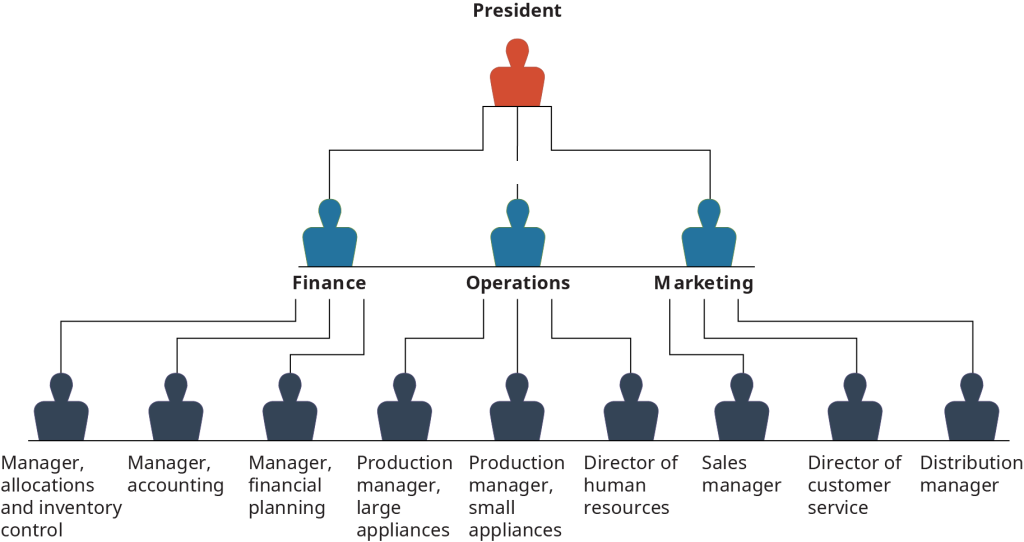 President
Finance
Operations
Marketing
Manager,
allocations
and inventory
control
Manager,
accounting
Manager,
financial
planning
Production
manager,
large
appliances
Production
manager,
small
appliances
Director of
human
resources
Sales
manager
Director of
customer
service
Distribution
manager